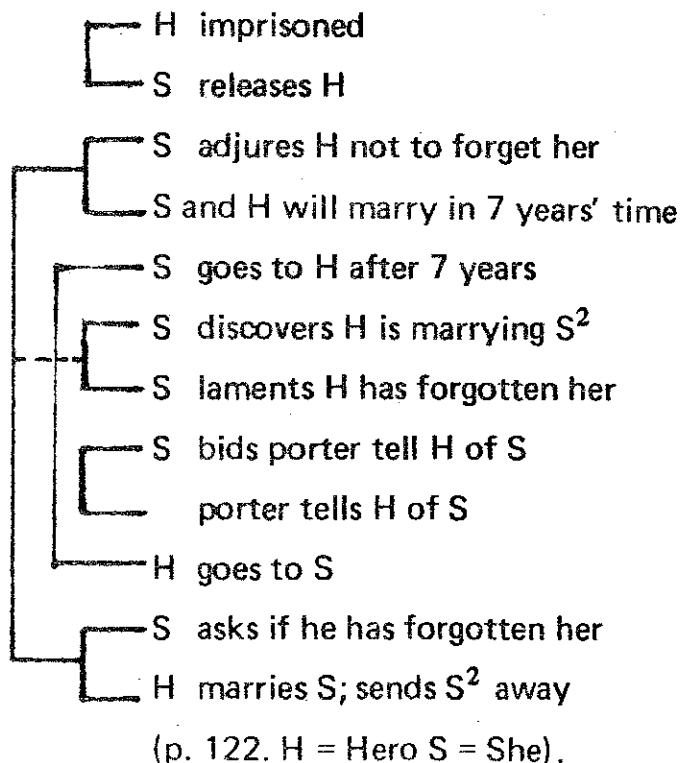 H imprisoned
S releases H
S adjures H not to forget her
S and H will marry in 7 years' time
S goes to H after 7 years
S discovers H is marrying S²
S laments H has forgotten her
S bids porter tell H of S
porter tells H of S
H goes to S
S asks if he has forgotten her
H marries S; sends S² away
(p. 122. H = Hero S = She).